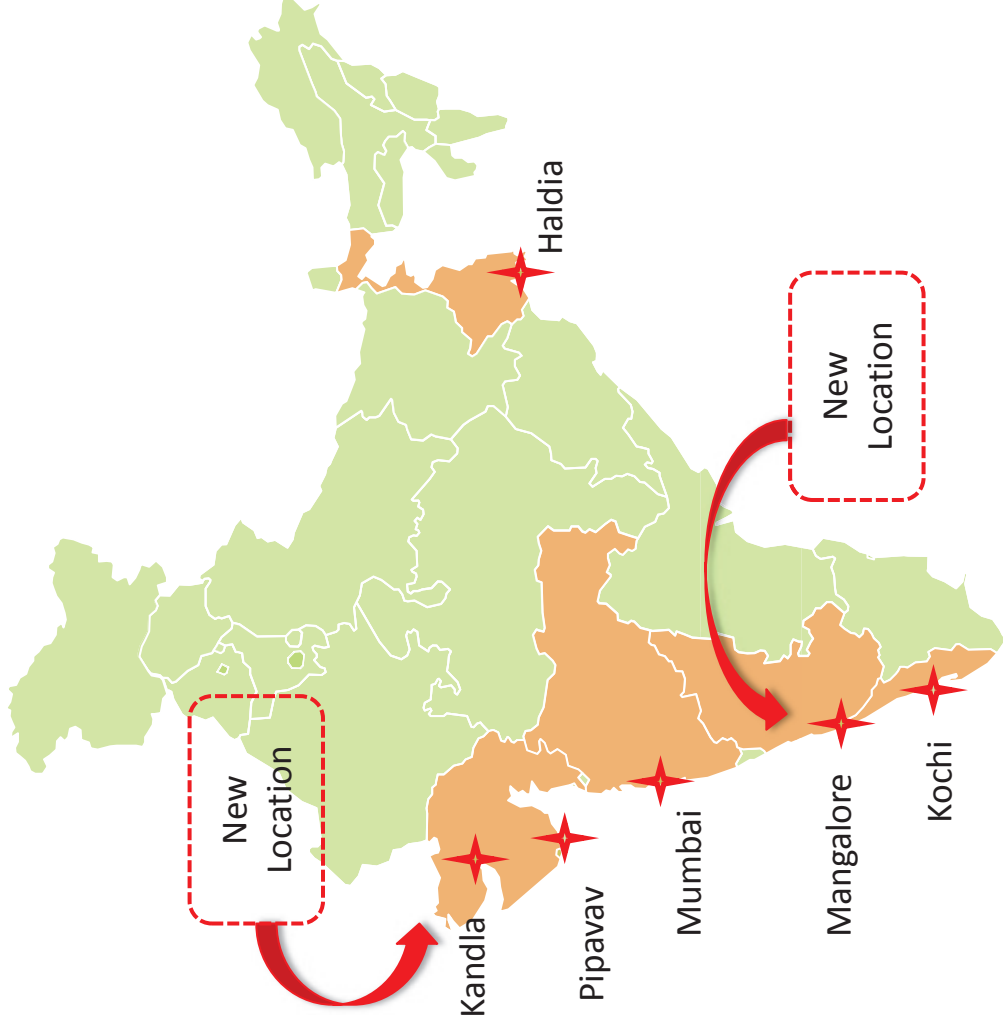 New
Location
Haldia
New
Location
Kandla
Pipavav
Mumbai
Mangalore
Kochi